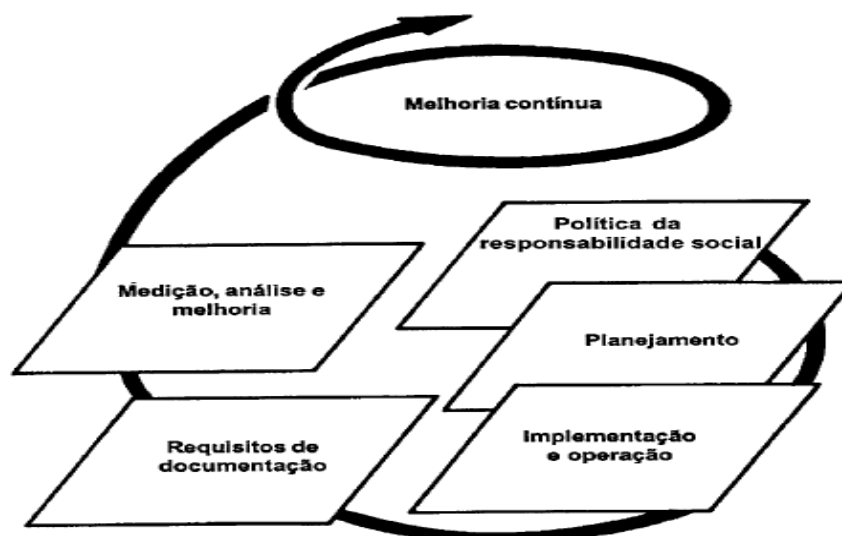 Melhoria contínua
Política da
responsabilidade social
Planejamento
Implementação
e operação
Requisitos de
documentação
Medição, análise e
melhoria